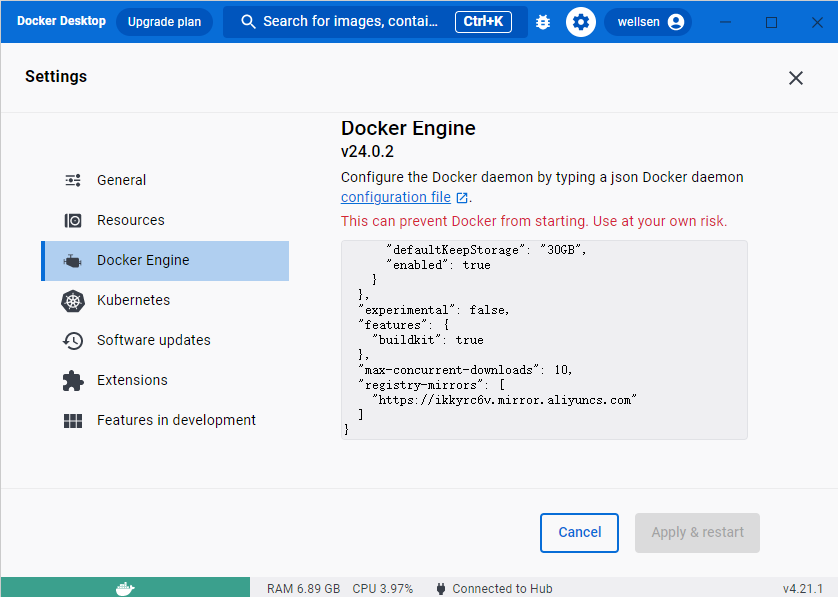 Docker Desktop
Upgrade plan
Search for images, contai...
Ctrl+K
wellsen
Settings
General
Resources
Docker Engine
Kubernetes
Software updates
Extensions
Features in development
Docker Engine
v24.0.2
Configure the Docker daemon by typing a json Docker daemon
configuration file.
This can prevent Docker from starting. Use at your own risk.
"defaultKeepStorage": "30GB",
"enabled": true
}
},
"experimental": false,
"features": {
"buildkit": true
},
"max-concurrent-downloads": 10,
"registry-mirrors": [
"https://ikkyrc6v.mirror.aliyuncs.com"
]
}
Cancel
Apply & restart
RAM 6.89 GB
CPU 3.97%
Connected to Hub
v4.21.1